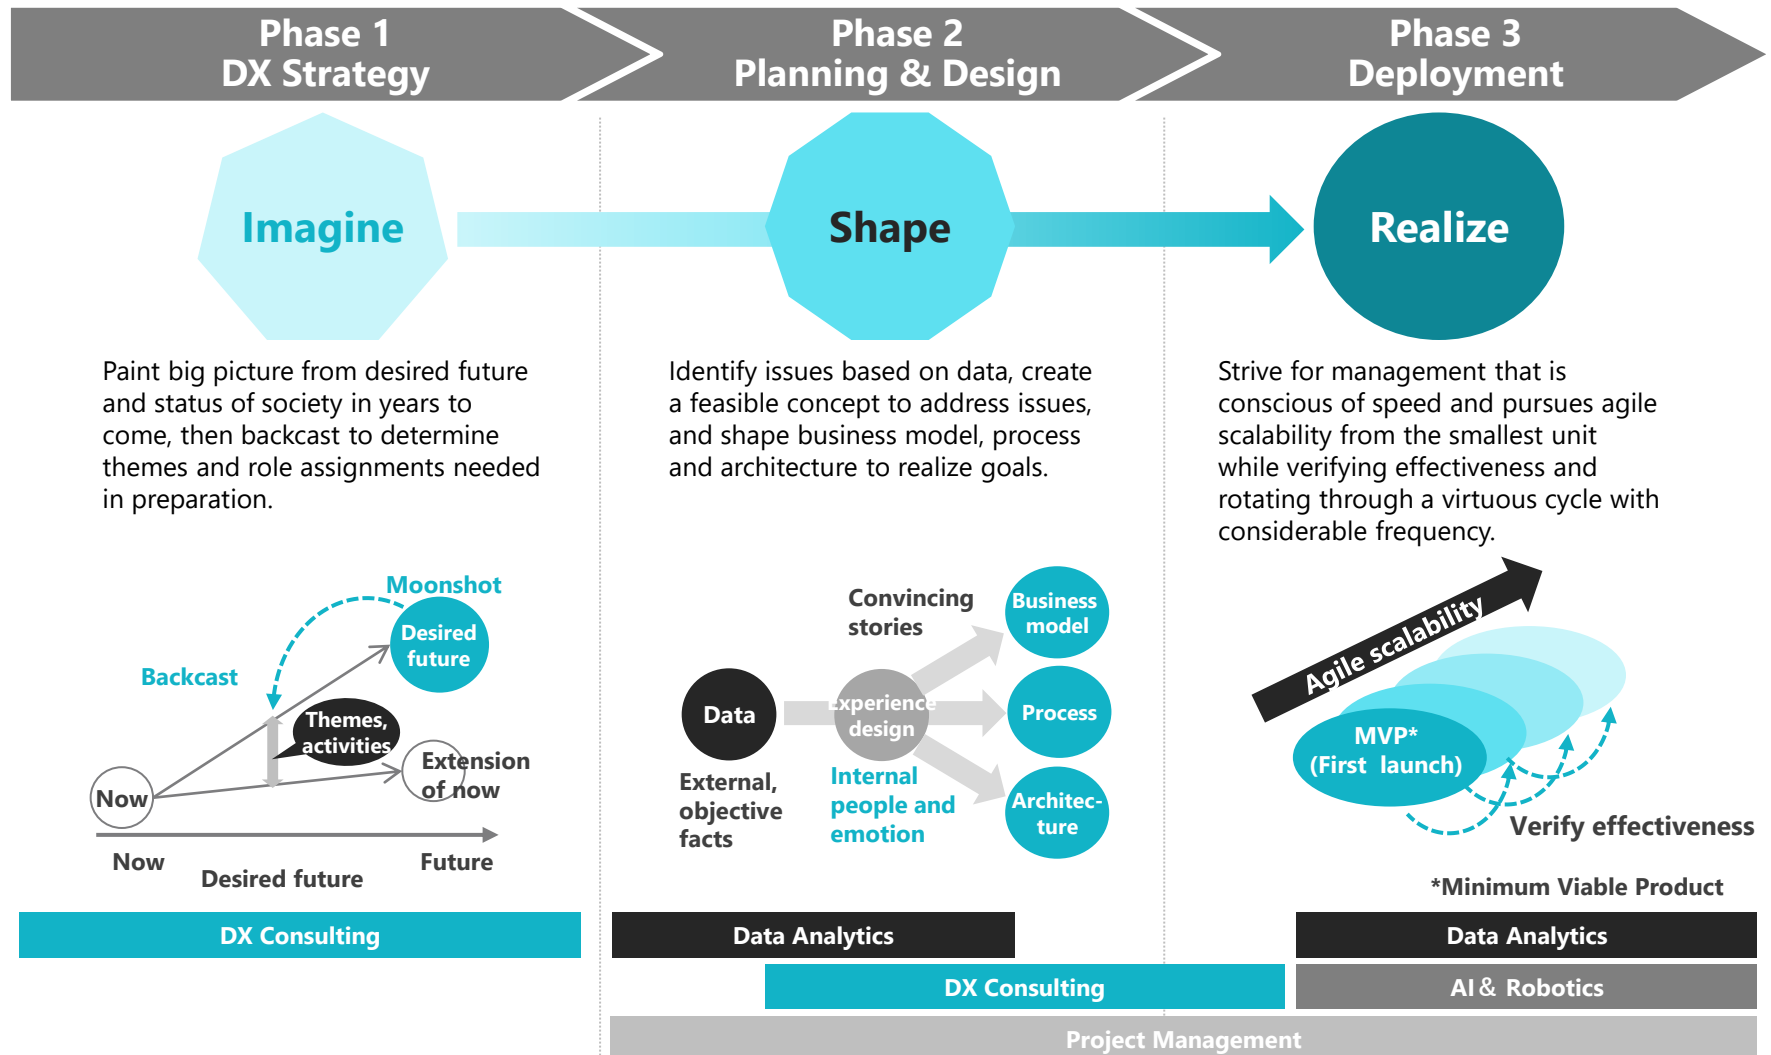 Phase 1
DX Strategy
Phase 2
Planning & Design
Phase 3
Deployment
Imagine
Shape
Realize
Paint big picture from desired future
and status of society in years to
come, then backcast to determine
themes and role assignments needed
in preparation.
Identify issues based on data, create
a feasible concept to address issues,
and shape business model, process
and architecture to realize goals.
Strive for management that is
conscious of speed and pursues agile
scalability from the smallest unit
while verifying effectiveness and
rotating through a virtuous cycle with
considerable frequency.
Moonshot
Desired
future
Backcast
Themes,
activities
Extension
of now
Now
Now
Future
Desired future
Convincing
stories
Business
model
Data
Experience
design
Process
External,
objective
facts
Internal
people and
emotion
Architec-
ture
Agile scalability
MVP*
(First launch)
Verify effectiveness
*Minimum Viable Product
DX Consulting
Data Analytics
Data Analytics
DX Consulting
AI＆ Robotics
Project Management